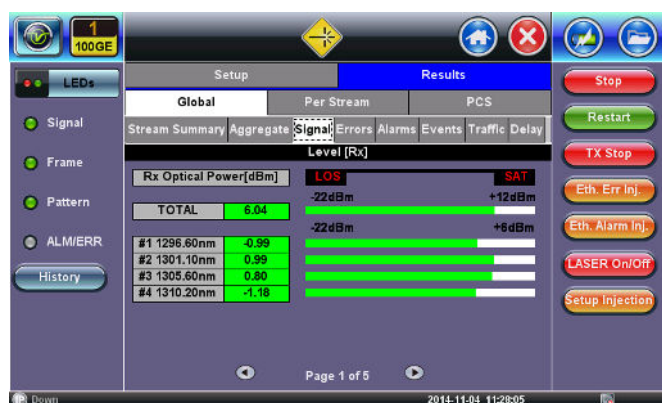 1
100GE
LEDs
Signal
Frame
Pattern
ALM/ERR
History
Setup
Results
Global
Per Stream
PCS
Stream Summary
Aggregate
Signal
Errors
Alarms
Events
Traffic
Delay
Level [Rx]
Rx Optical Power[dBm]
LOS
SAT
-22dBm
+12dBm
TOTAL
6.04
-22dBm
+6dBm
#1 1296.60nm
-0.99
#2 1301.10nm
0.99
#3 1305.60nm
0.80
#4 1310.20nm
-1.18
Page 1 of 5
Stop
Restart
TX Stop
Eth. Err Inj.
Eth. Alarm Inj.
LASER On/Off
Setup Injection
IP Down
2014-11-04 11:28:05